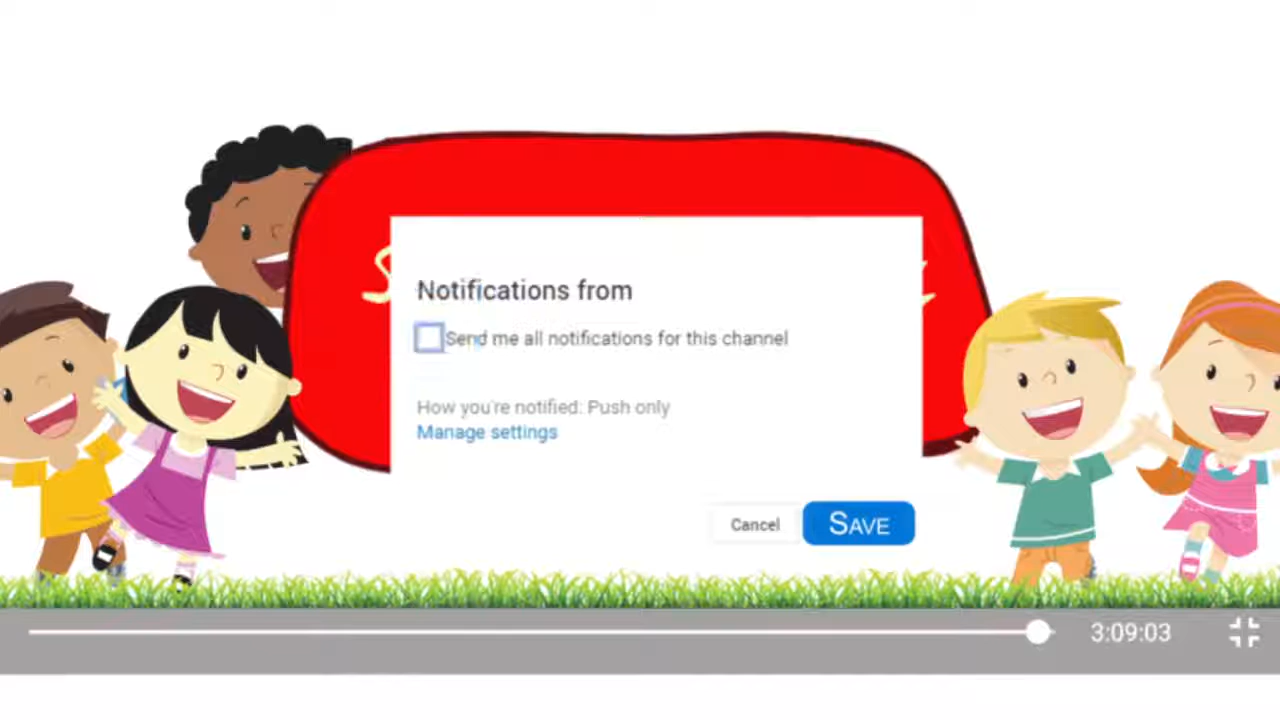 Notifications from
Send me all notifications for this channel
How you're notified: Push only
Manage settings
Cancel
SAVE
3:09:03